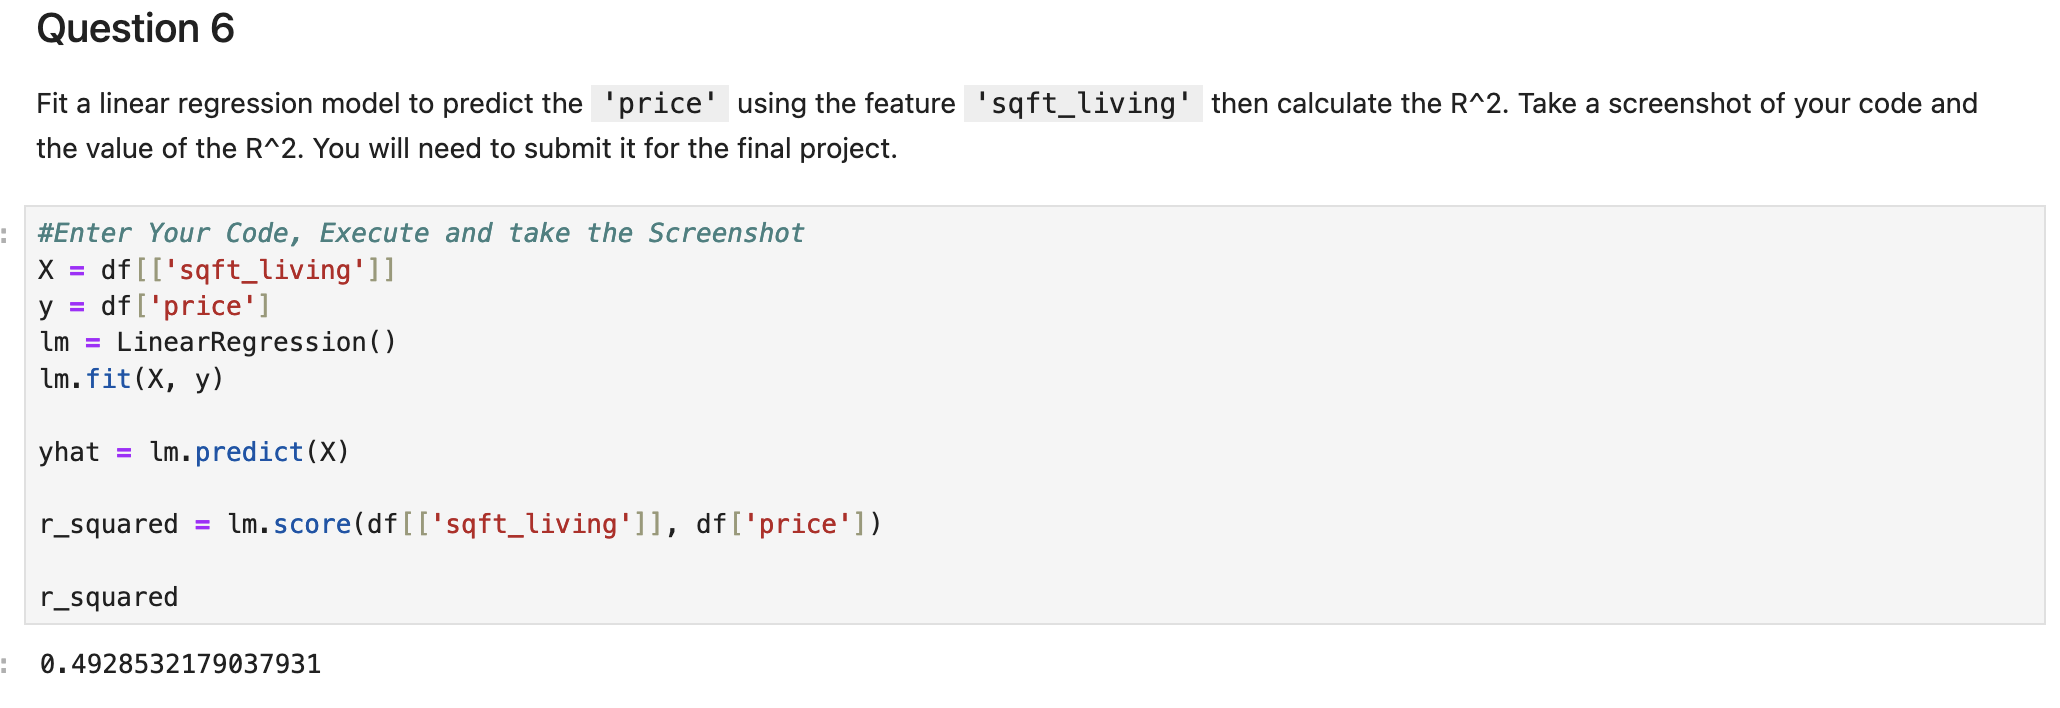 Question 6
Fit a linear regression model to predict the 'price' using the feature 'sqft_living' then calculate the R^2. Take a screenshot of your code and
the value of the R^2. You will need to submit it for the final project.
#Enter Your Code, Execute and take the Screenshot
X = df[['sqft_living']]
y = df['price']
lm = LinearRegression()
lm.fit(X, y)
yhat = lm.predict(X)
r_squared = lm.score(df[['sqft_living']], df['price'])
r_squared
0.4928532179037931